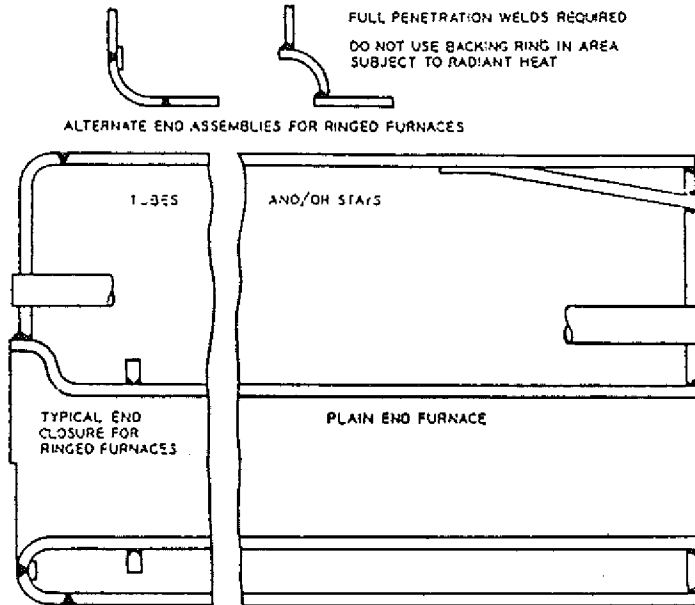 FULL PENETRATION WELDS REQUIRED
DO NOT USE BACKING RING IN AREA
SUBJECT TO RADIANT HEAT
ALTERNATE END ASSEMBLIES FOR RINGED FURNACES
TUBES AND/OR STAYS
TYPICAL END
CLOSURE FOR
RINGED FURNACES
PLAIN END FURNACE